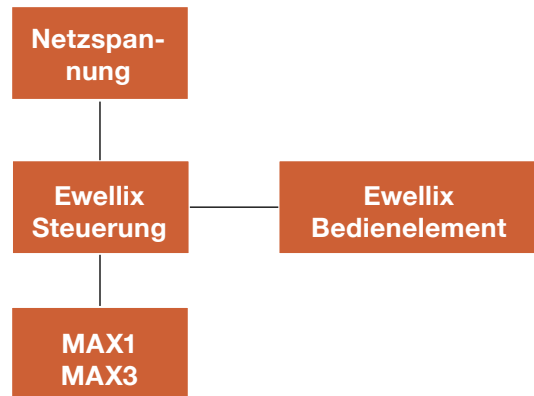 Netzspan-
nung
Ewellix
Steuerung
Ewellix
Bedienelement
MAX1
MAX3